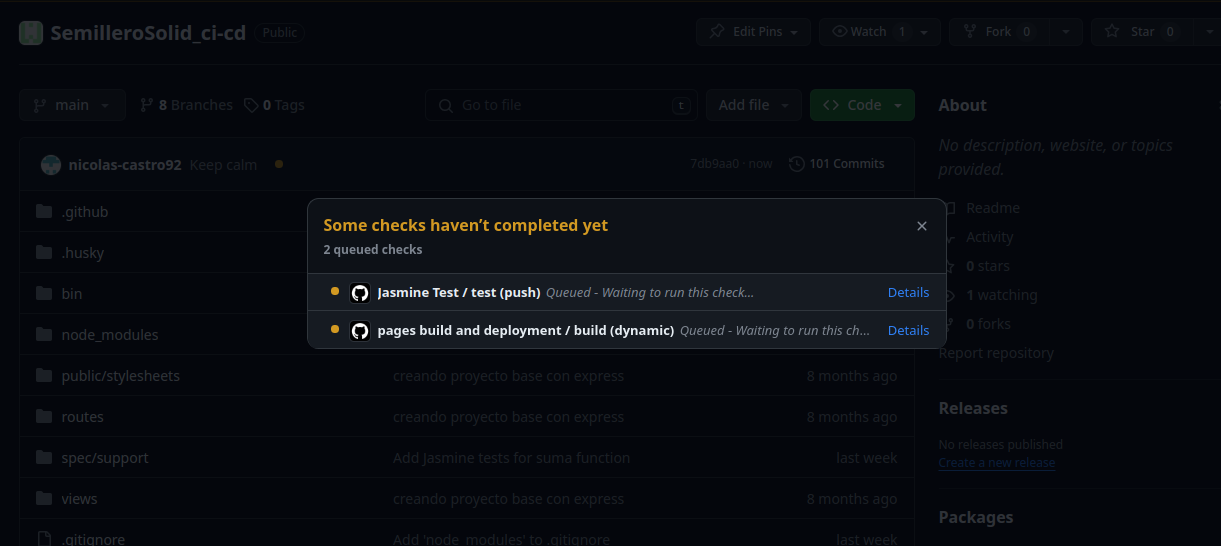 SemilleroSolid_ci-cd Public Edit Pins Watch 1 Fork 0 Star 0
main 8 Branches 0 Tags Go to file t Add file Code
About
No description, website, or topics
provided.
nicolas-castro92 Keep calm 7db9aa0 · now 101 Commits
.github
.husky
bin
node_modules
public/stylesheets creando proyecto base con express 8 months ago
routes creando proyecto base con express 8 months ago
spec/support Add Jasmine tests for suma function last week
views creando proyecto base con express 8 months ago
.gitignore Add 'node_modules' to .gitignore last week
Some checks haven’t completed yet
2 queued checks
Jasmine Test / test (push) Queued - Waiting to run this check... Details
pages build and deployment / build (dynamic) Queued - Waiting to run this ch... Details
Readme
Activity
0 stars
1 watching
0 forks
Report repository
Releases
No releases published
Create a new release
Packages